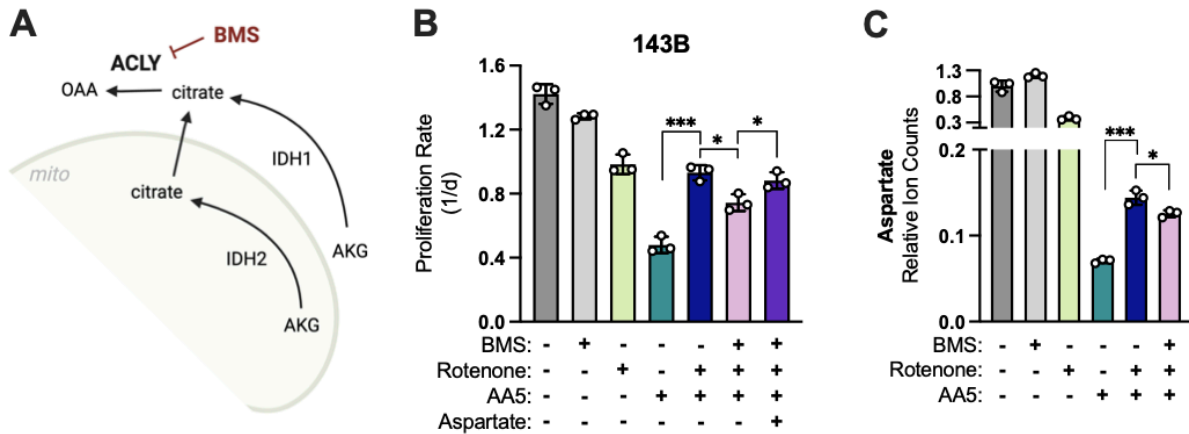 A
BMS
ACLY
OAA
citrate
IDH1
mito
citrate
IDH2
AKG
AKG
B
143B
Proliferation Rate
(1/d)
1.6
1.2
0.8
0.4
0.0
*** * *
BMS: - + - - - + +
Rotenone: - - + - + + +
AA5: - - - + + + +
Aspartate: - - - - - - +
C
Aspartate
Relative Ion Counts
1.3
0.8
0.3
0.2
0.1
0.0
*** *
BMS: - + - - - +
Rotenone: - - + - + +
AA5: - - - + + +